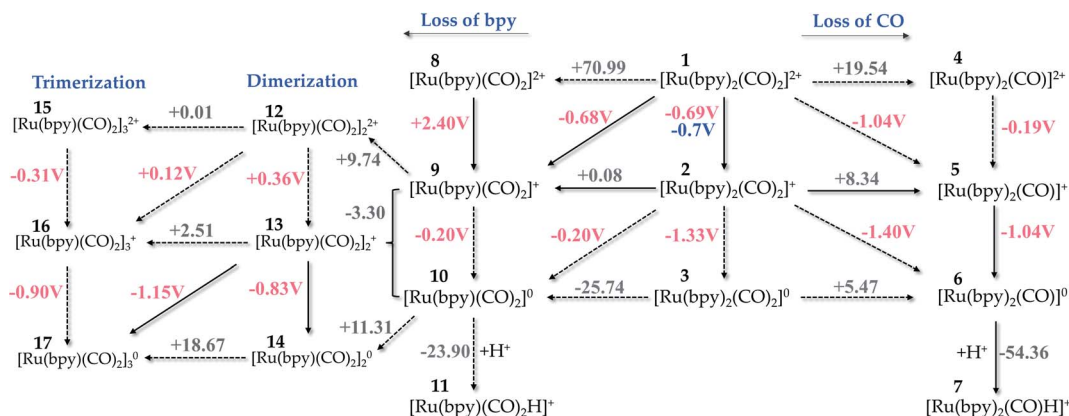 Loss of bpy
Loss of CO
Trimerization
Dimerization
8
1
4
[Ru(bpy)(CO)₂]²⁺
+70.99
[Ru(bpy)₂(CO)₂]²⁺
+19.54
[Ru(bpy)₂(CO)]²⁺
15
12
[Ru(bpy)(CO)₂]₃²⁺
+0.01
[Ru(bpy)(CO)₂]₂²⁺
+2.40V
-0.68V
-0.69V
-0.7V
-1.04V
-0.19V
+9.74
-0.31V
+0.12V
+0.36V
9
2
5
[Ru(bpy)(CO)₂]⁺
+0.08
[Ru(bpy)₂(CO)₂]⁺
+8.34
[Ru(bpy)₂(CO)]⁺
-3.30
16
13
[Ru(bpy)(CO)₂]₃⁺
+2.51
[Ru(bpy)(CO)₂]₂⁺
-0.20V
-0.20V
-1.33V
-1.40V
-1.04V
10
3
6
[Ru(bpy)(CO)₂]⁰
-25.74
[Ru(bpy)₂(CO)₂]⁰
+5.47
[Ru(bpy)₂(CO)]⁰
-0.90V
-1.15V
-0.83V
+11.31
17
14
[Ru(bpy)(CO)₂]₃⁰
+18.67
[Ru(bpy)(CO)₂]₂⁰
-23.90
+H⁺
+H⁺
-54.36
11
7
[Ru(bpy)(CO)₂H]⁺
[Ru(bpy)₂(CO)H]⁺